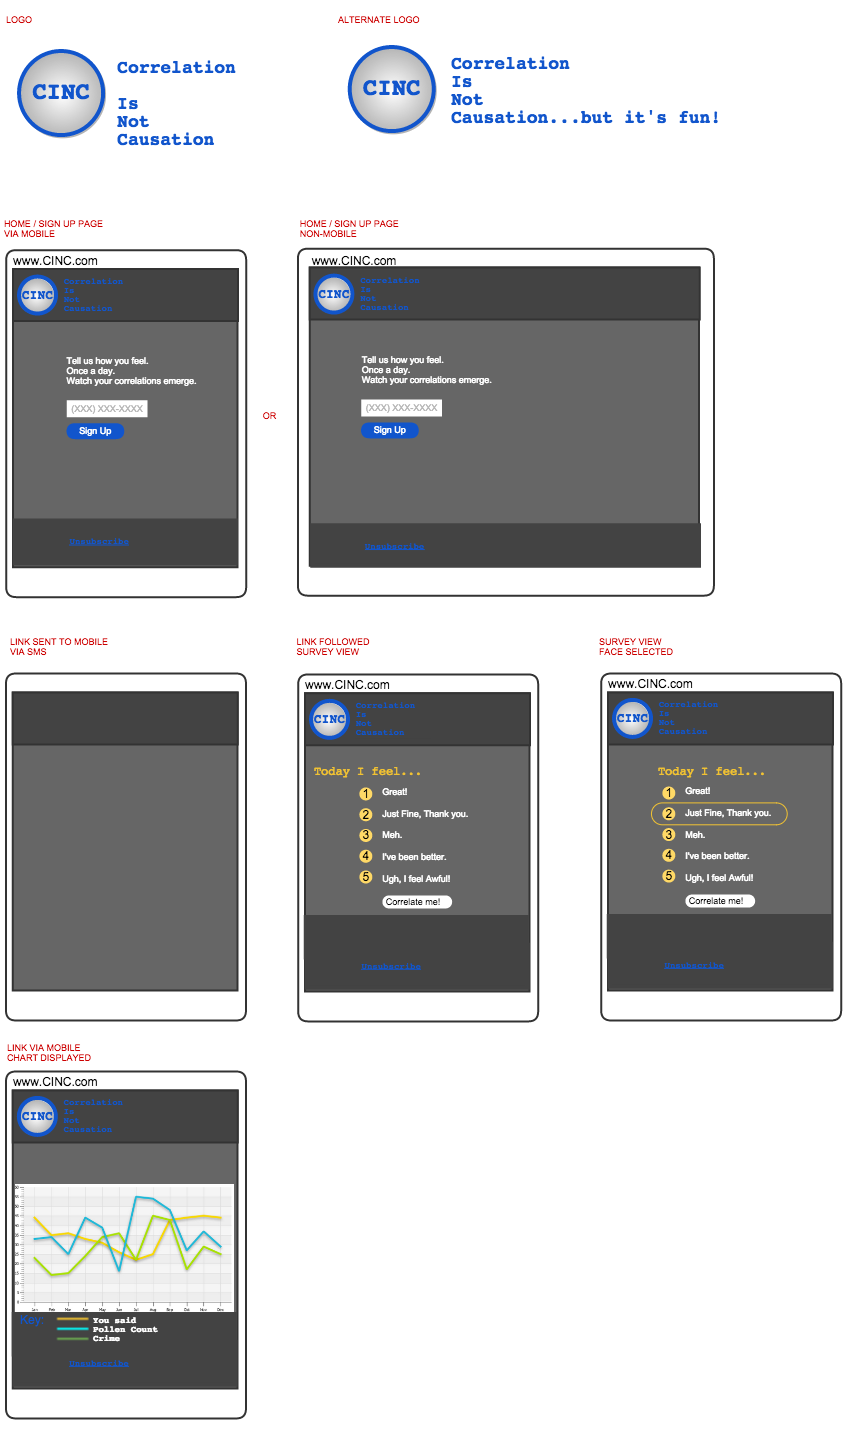 LOGO
ALTERNATE LOGO
CINC
Correlation
Is
Not
Causation
CINC
Correlation
Is
Not
Causation...but it's fun!
HOME / SIGN UP PAGE
VIA MOBILE
HOME / SIGN UP PAGE
NON-MOBILE
www.CINC.com
CINC
Correlation
Is
Not
Causation
Tell us how you feel.
Once a day.
Watch your correlations emerge.
(XXX) XXX-XXXX
Sign Up
Unsubscribe
OR
www.CINC.com
CINC
Correlation
Is
Not
Causation
Tell us how you feel.
Once a day.
Watch your correlations emerge.
(XXX) XXX-XXXX
Sign Up
Unsubscribe
LINK SENT TO MOBILE
VIA SMS
LINK FOLLOWED
SURVEY VIEW
SURVEY VIEW
FACE SELECTED
www.CINC.com
CINC
Correlation
Is
Not
Causation
Today I feel...
1 Great!
2 Just Fine, Thank you.
3 Meh.
4 I've been better.
5 Ugh, I feel Awful!
Correlate me!
Unsubscribe
www.CINC.com
CINC
Correlation
Is
Not
Causation
Today I feel...
1 Great!
2 Just Fine, Thank you.
3 Meh.
4 I've been better.
5 Ugh, I feel Awful!
Correlate me!
Unsubscribe
LINK VIA MOBILE
CHART DISPLAYED
www.CINC.com
CINC
Correlation
Is
Not
Causation
Jan Feb Mar Apr May Jun Jul Aug Sep Oct Nov Dec
Key:
You said
Pollen Count
Crime
Unsubscribe